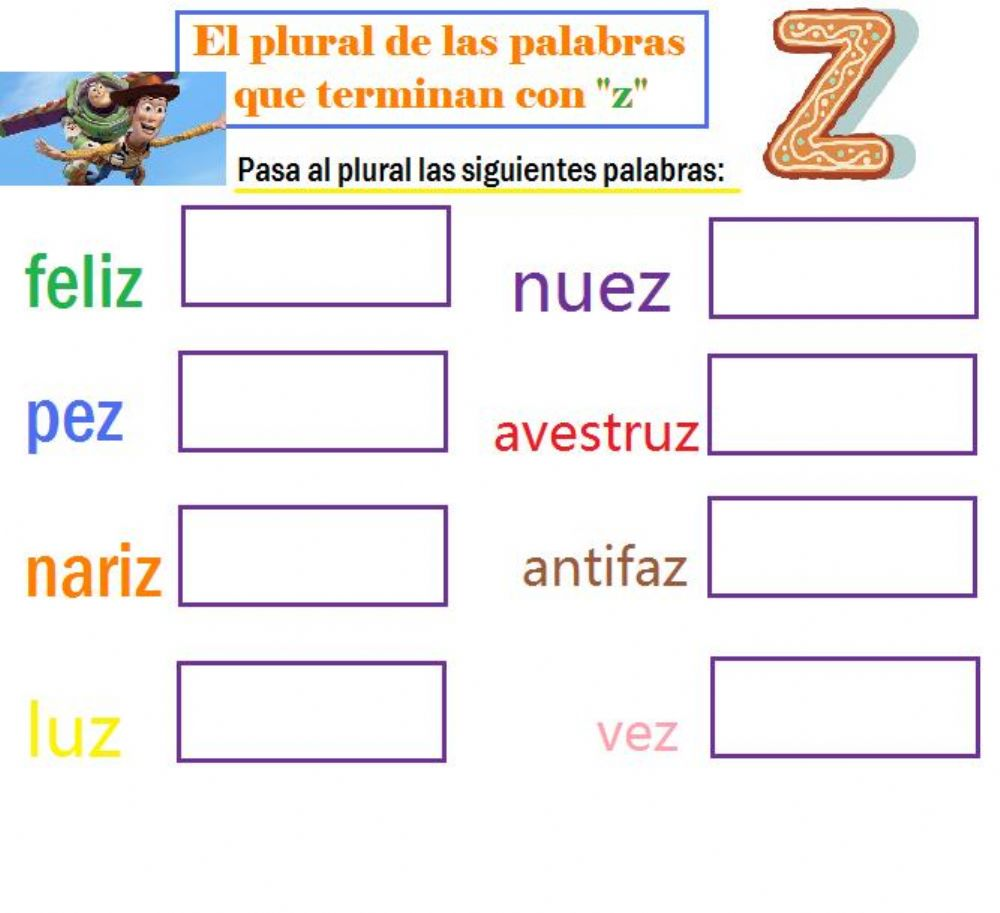 El plural de las palabras
que terminan con "z"
Z
Pasa al plural las siguientes palabras:
feliz
nuez
pez
avestruz
nariz
antifaz
luz
vez